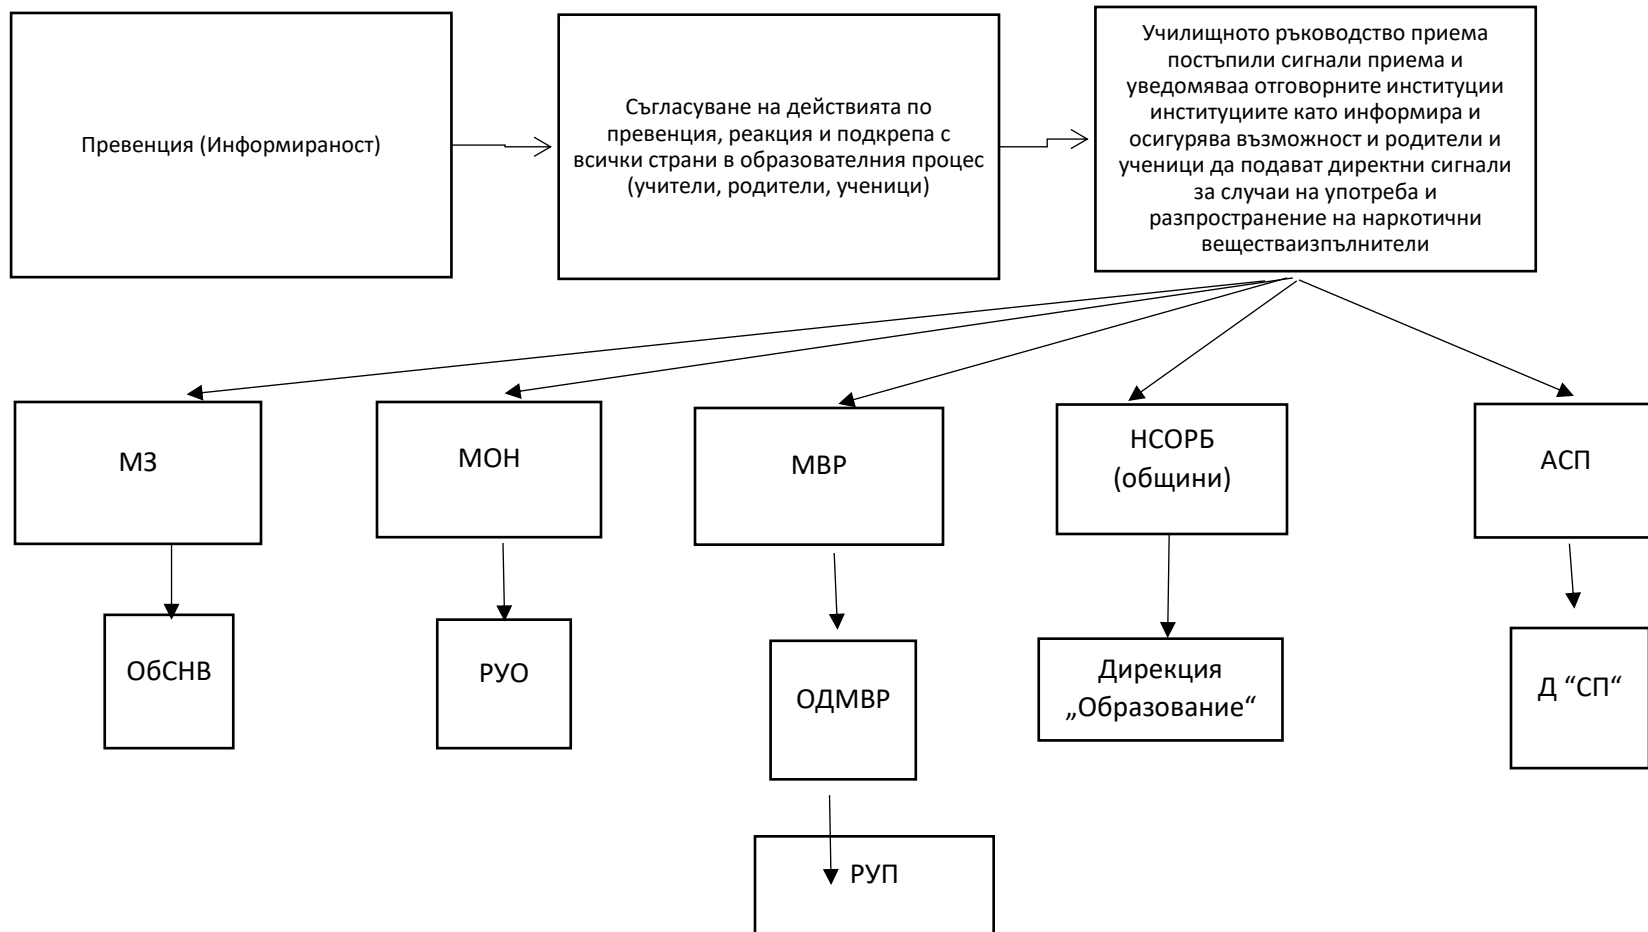 Превенция (Информираност)
Съгласуване на действията по
превенция, реакция и подкрепа с
всички страни в образователния процес
(учители, родители, ученици)
Училищното ръководство приема
постъпили сигнали приема и
уведомяваа отговорните институции
институциите като информира и
осигурява възможност и родители и
ученици да подават директни сигнали
за случаи на употреба и
разпространение на наркотични
веществаизпълнители
МЗ
МОН
МВР
НСОРБ
(общини)
АСП
ОбСНВ
РУО
ОДМВР
Дирекция
„Образование“
Д “СП“
РУП